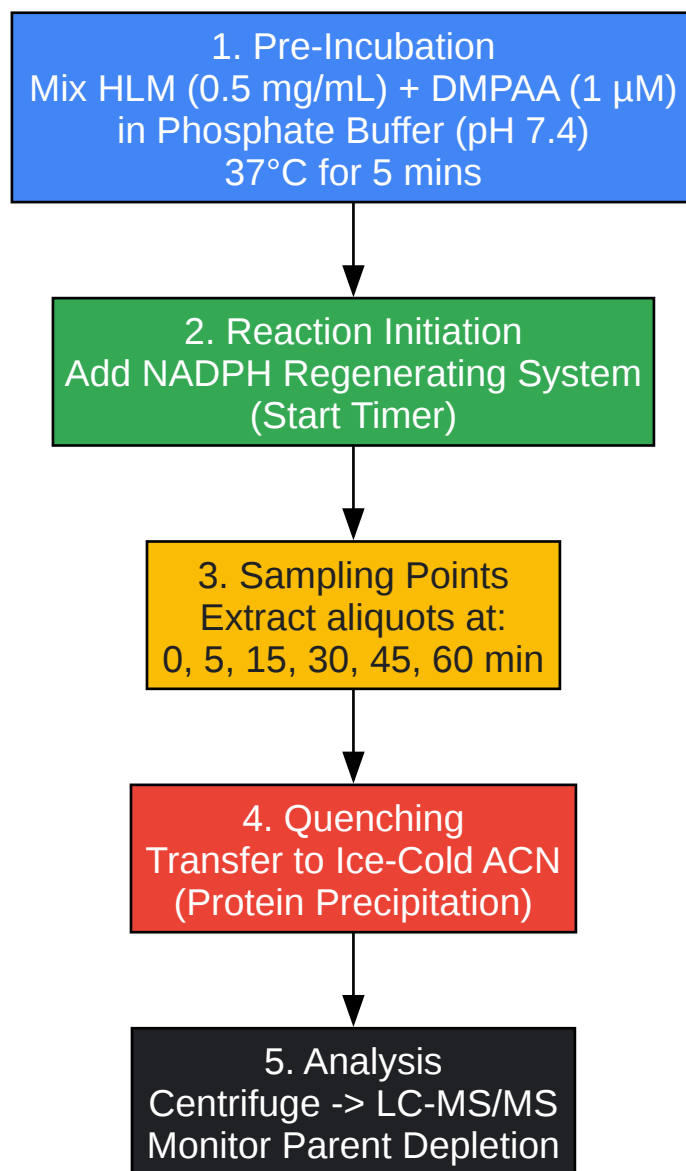 1. Pre-Incubation
Mix HLM (0.5 mg/mL) + DMPAA (1 µM)
in Phosphate Buffer (pH 7.4)
37°C for 5 mins
2. Reaction Initiation
Add NADPH Regenerating System
(Start Timer)
3. Sampling Points
Extract aliquots at:
0, 5, 15, 30, 45, 60 min
4. Quenching
Transfer to Ice-Cold ACN
(Protein Precipitation)
5. Analysis
Centrifuge -> LC-MS/MS
Monitor Parent Depletion